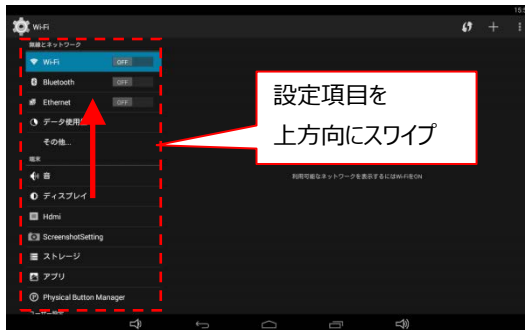 15:5
Wi-Fi
無線とネットワーク
Wi-Fi OFF
Bluetooth OFF
Ethernet OFF
データ使用
その他...
端末
音
ディスプレイ
Hdmi
ScreenshotSetting
ストレージ
アプリ
Physical Button Manager
設定項目を
上方向にスワイプ
利用可能なネットワークを表示するにはWi-FiをON